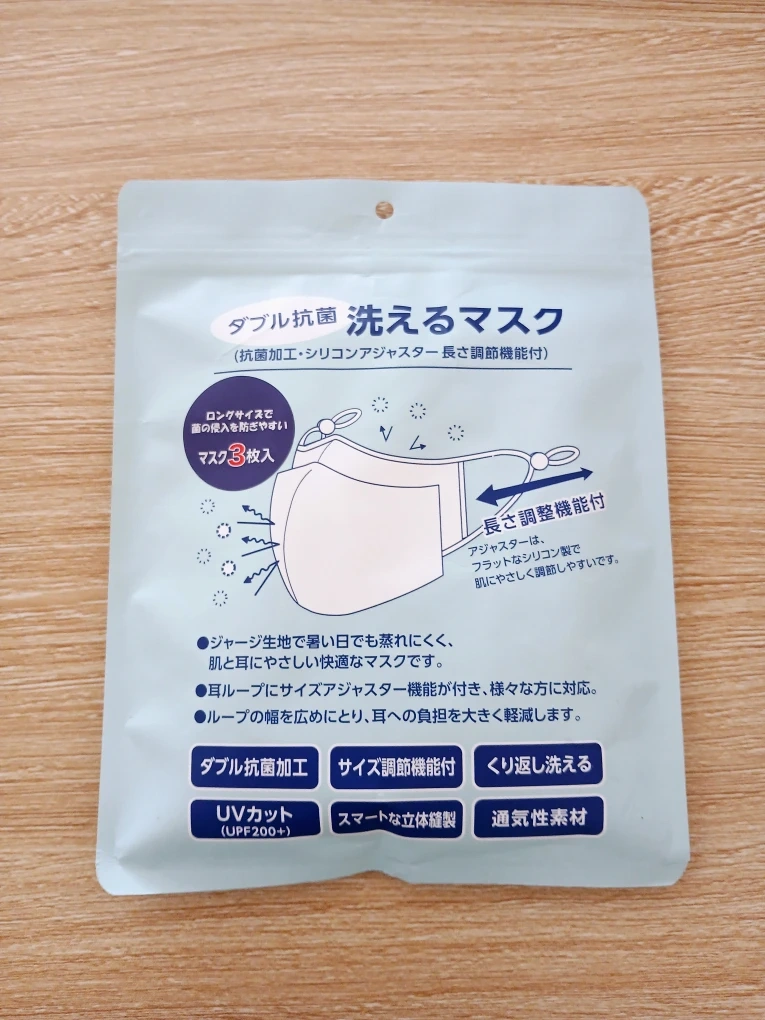 ダブル抗菌 洗えるマスク
(抗菌加工・シリコンアジャスター 長さ調節機能付)
ロングサイズで
菌の侵入を防ぎやすい
マスク3枚入
長さ調整機能付
アジャスターは、
フラットなシリコン製で
肌にやさしく調節しやすいです。
●ジャージ生地で暑い日でも蒸れにくく、
肌と耳にやさしい快適なマスクです。
●耳ループにサイズアジャスター機能が付き、様々な方に対応。
●ループの幅を広めにとり、耳への負担を大きく軽減します。
ダブル抗菌加工 サイズ調節機能付 くり返し洗える
UVカット スマートな立体縫製 通気性素材
(UPF200+)